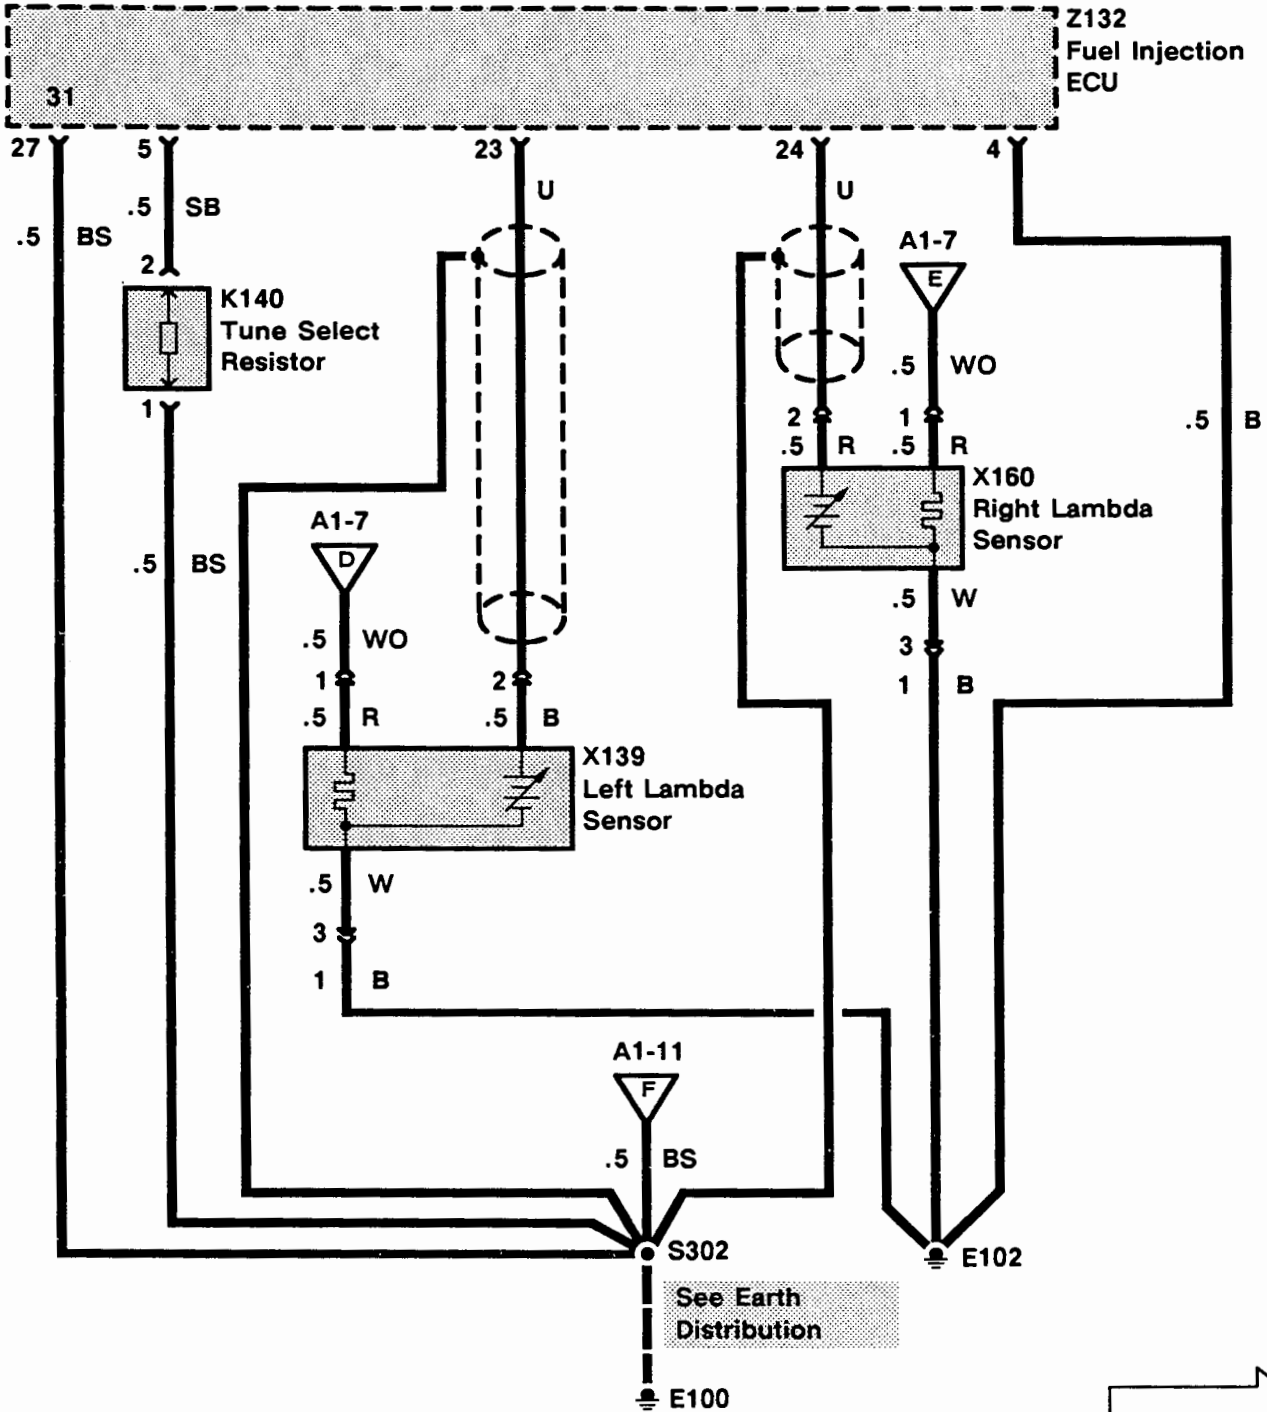 Z132
Fuel Injection
ECU
31
27 5 23 24 4
U U
.5 SB
.5 BS
A1-7
E
2
K140
Tune Select
Resistor
.5 WO
1
2 1
.5 B
.5 R .5 R
X160
Right Lambda
Sensor
A1-7
D
.5 BS
.5 W
.5 WO
3
1 2
1 B
.5 R .5 B
X139
Left Lambda
Sensor
.5 W
3
1 B
A1-11
F
.5 BS
S302
E102
See Earth
Distribution
E100